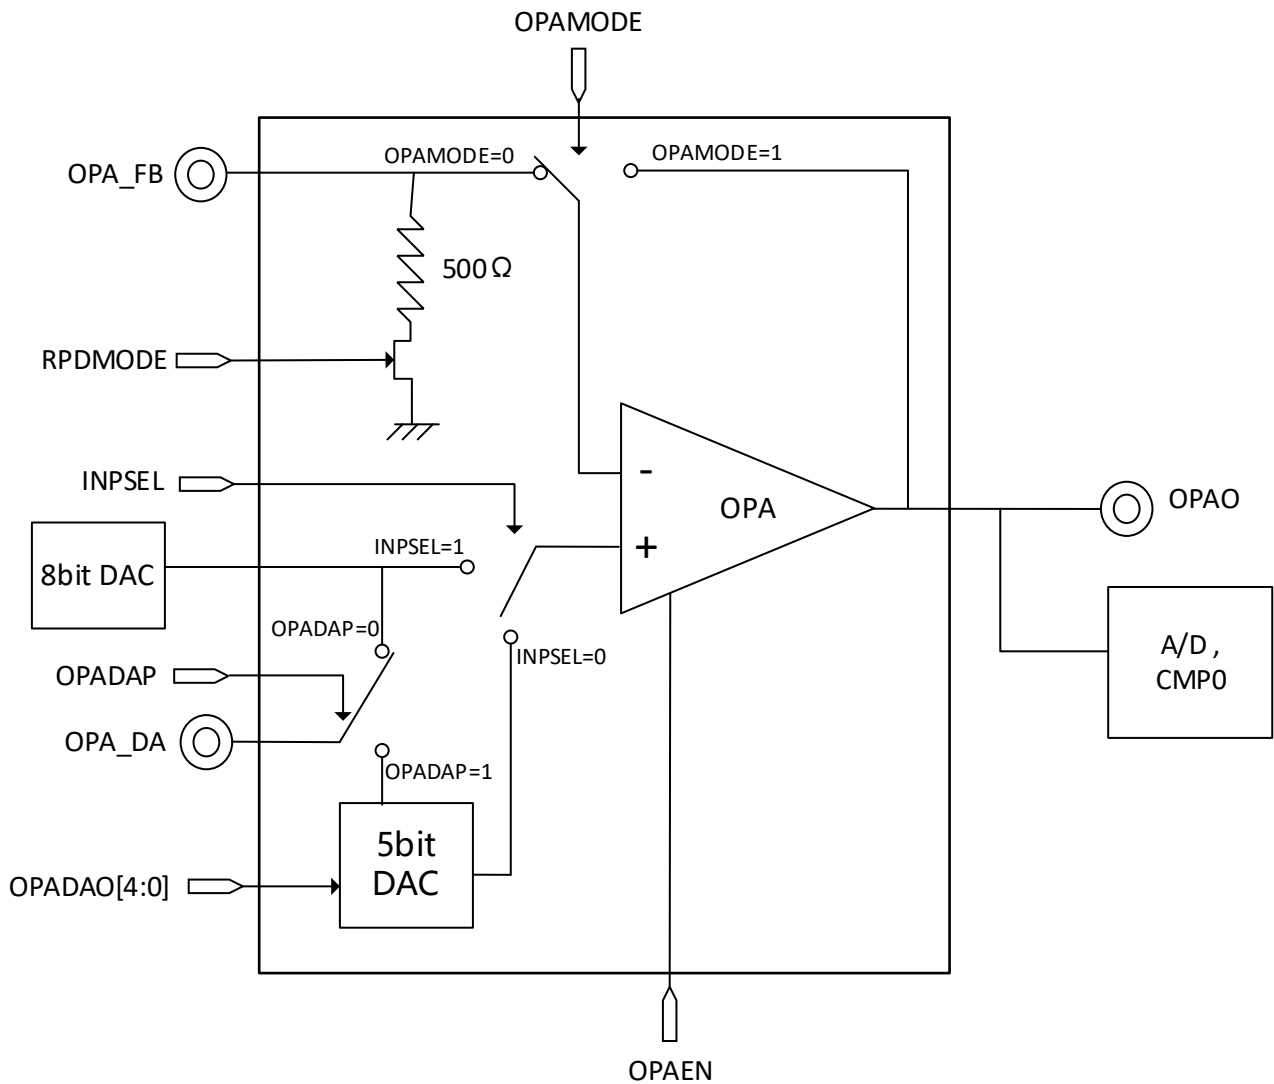 OPAMODE
OPAMODE=0
OPAMODE=1
OPA_FB
500Ω
RPDMODE
INPSEL
-
OPA
OPAO
INPSEL=1
+
8bit DAC
OPADAP=0
INPSEL=0
A/D ,
CMP0
OPADAP
OPA_DA
OPADAP=1
5bit
DAC
OPADAO[4:0]
OPAEN